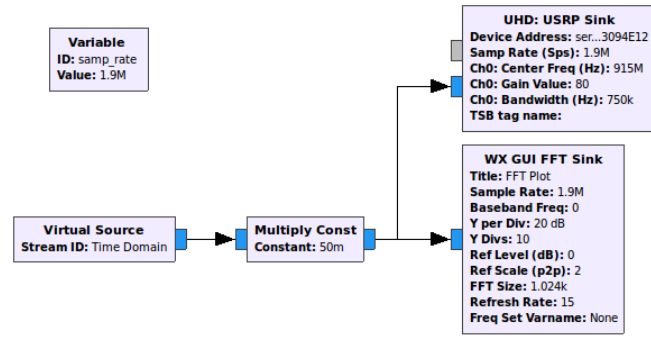 Variable
ID: samp_rate
Value: 1.9M
UHD: USRP Sink
Device Address: ser...3094E12
Samp Rate (Sps): 1.9M
Ch0: Center Freq (Hz): 915M
Ch0: Gain Value: 80
Ch0: Bandwidth (Hz): 750k
TSB tag name:
Virtual Source
Stream ID: Time Domain
Multiply Const
Constant: 50m
WX GUI FFT Sink
Title: FFT Plot
Sample Rate: 1.9M
Baseband Freq: 0
Y per Div: 20 dB
Y Divs: 10
Ref Level (dB): 0
Ref Scale (p2p): 2
FFT Size: 1.024k
Refresh Rate: 15
Freq Set Varname: None